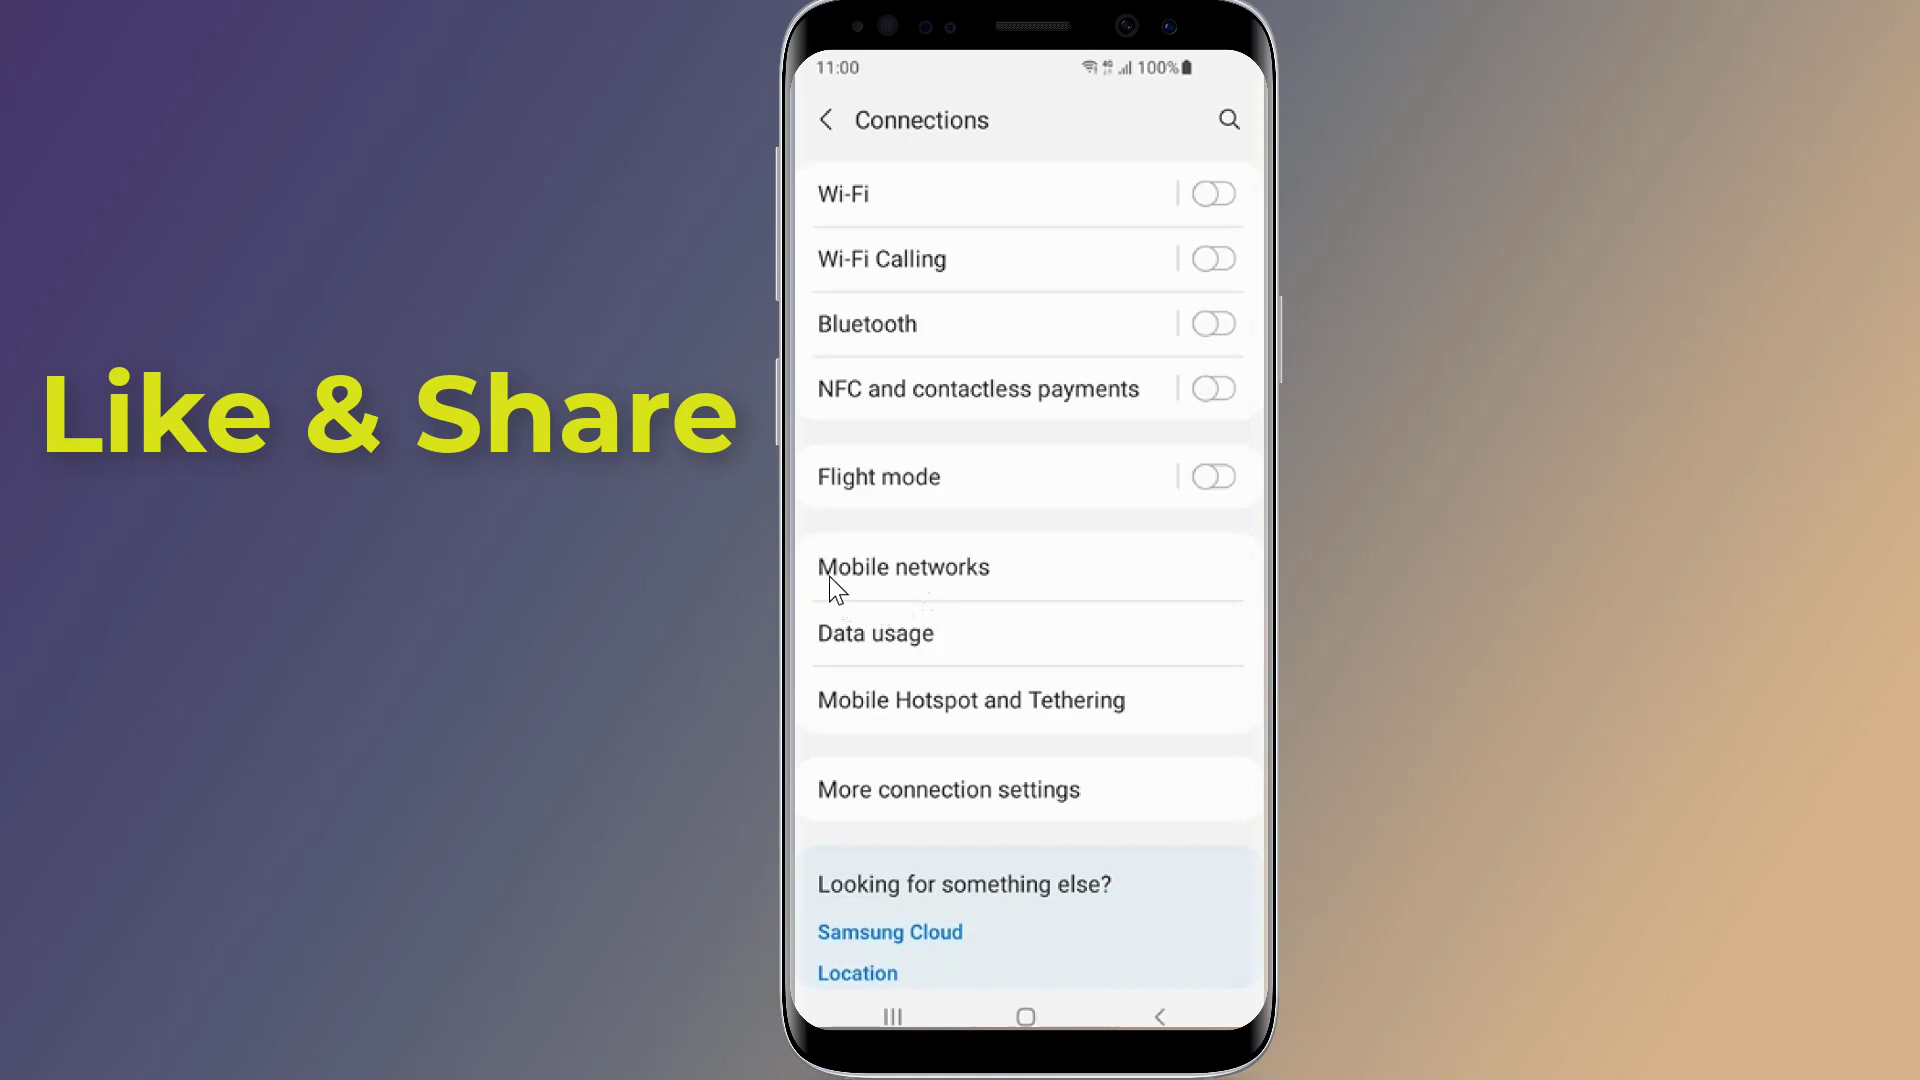 Like & Share
11:00
4G 100%
Connections
Wi-Fi
Wi-Fi Calling
Bluetooth
NFC and contactless payments
Flight mode
Mobile networks
Data usage
Mobile Hotspot and Tethering
More connection settings
Looking for something else?
Samsung Cloud
Location